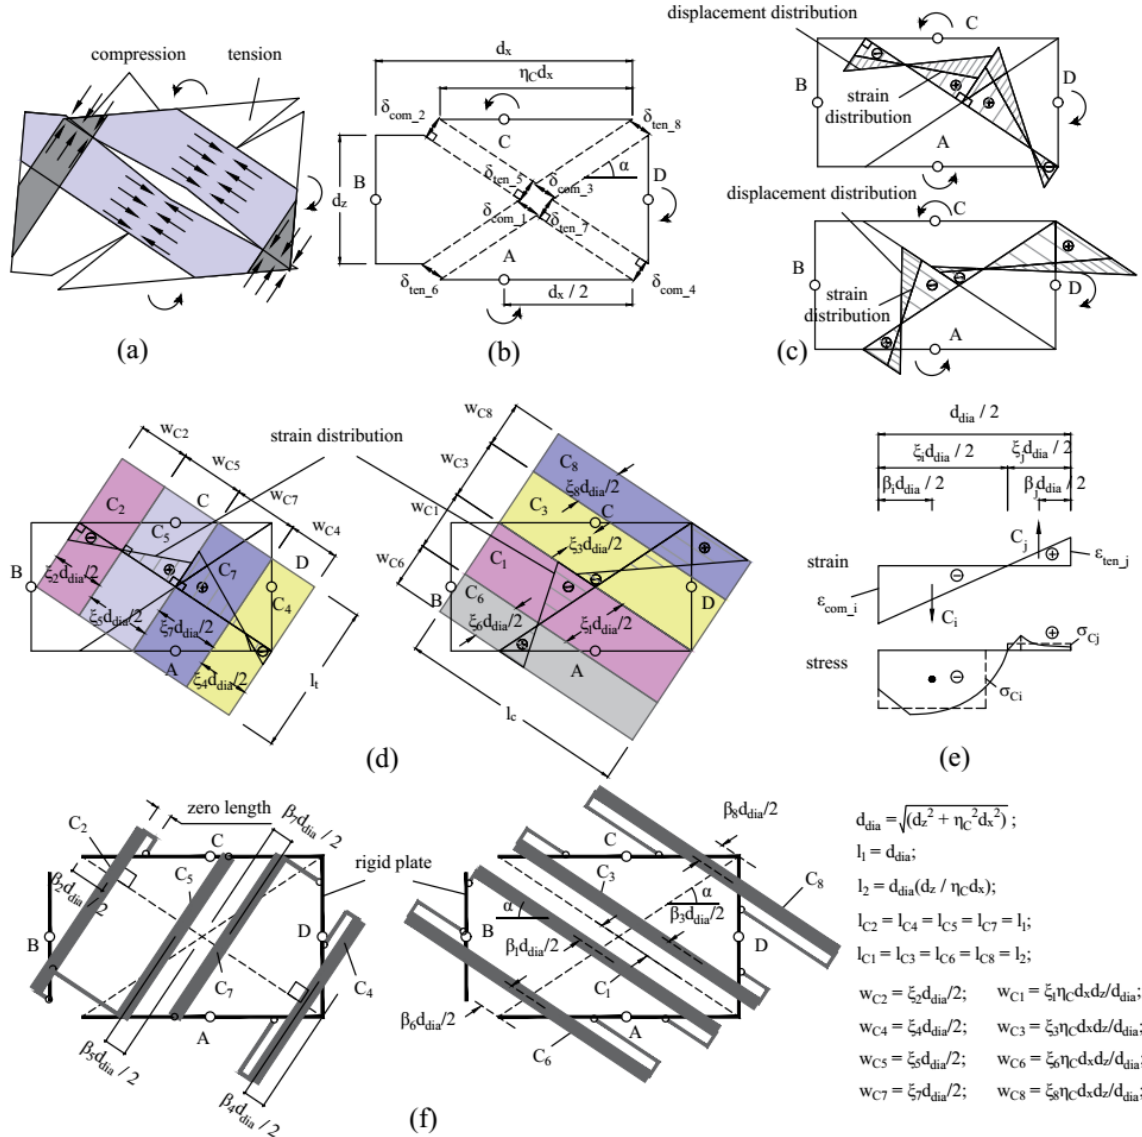 compression
tension
(a)
d_x
η_C d_x
δ_com_2
δ_ten_8
C
B
d_z
δ_ten_5
δ_com_3
α
D
δ_com_1
δ_ten_7
A
δ_ten_6
d_x / 2
δ_com_4
(b)
displacement distribution
C
B
D
strain
distribution
A
displacement distribution
C
B
D
strain
distribution
A
(c)
w_C2
w_C5
w_C7
w_C4
strain distribution
C_2
C
C_5
D
B
C_7
C_4
ξ_2 d_dia/2
ξ_5 d_dia/2
ξ_7 d_dia/2
ξ_4 d_dia/2
A
l_t
w_C8
w_C3
w_C1
w_C6
C_8
ξ_8 d_dia/2
C_3
C
ξ_3 d_dia/2
C_1
B
C_6
D
ξ_6 d_dia/2
ξ_1 d_dia/2
A
l_c
(d)
d_dia / 2
ξ_i d_dia / 2
ξ_j d_dia / 2
β_i d_dia / 2
β_j d_dia / 2
C_j
strain
ε_ten_j
ε_com_i
C_i
σ_Cj
stress
σ_Ci
(e)
zero length
β_7 d_dia / 2
C_2
C
rigid plate
β_2 d_dia / 2
C_5
B
D
C_7
C_4
A
β_5 d_dia / 2
β_4 d_dia / 2
β_8 d_dia/2
C
C_3
C_8
α
α
B
β_3 d_dia/2
D
β_1 d_dia/2
C_1
β_6 d_dia/2
A
C_6
(f)
d_dia = √(d_z² + η_C² d_x²) ;
l_1 = d_dia;
l_2 = d_dia(d_z / η_C d_x);
l_C2 = l_C4 = l_C5 = l_C7 = l_1;
l_C1 = l_C3 = l_C6 = l_C8 = l_2;
w_C2 = ξ_2 d_dia/2; w_C1 = ξ_1 η_C d_x d_z/d_dia;
w_C4 = ξ_4 d_dia/2; w_C3 = ξ_3 η_C d_x d_z/d_dia;
w_C5 = ξ_5 d_dia/2; w_C6 = ξ_6 η_C d_x d_z/d_dia;
w_C7 = ξ_7 d_dia/2; w_C8 = ξ_8 η_C d_x d_z/d_dia;